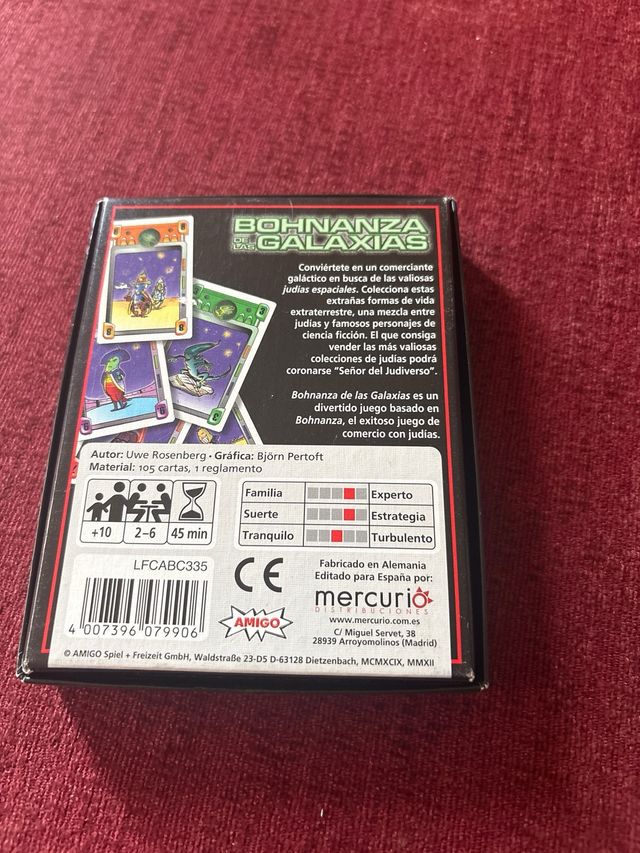 BOHNANZA
DE LAS GALAXIAS
Conviértete en un comerciante
galáctico en busca de las valiosas
judías espaciales. Colecciona estas
extrañas formas de vida
extraterrestre, una mezcla entre
judías y famosos personajes de
ciencia ficción. El que consiga
vender las más valiosas
colecciones de judías podrá
coronarse “Señor del Judiverso”.
Bohnanza de las Galaxias es un
divertido juego basado en
Bohnanza, el exitoso juego de
comercio con judías.
Autor: Uwe Rosenberg • Gráfica: Björn Pertoft
Material: 105 cartas, 1 reglamento
+10 2–6 45 min
Familia Experto
Suerte Estrategia
Tranquilo Turbulento
LFCABC335
4 007396 079906
CE
AMIGO
Fabricado en Alemania
Editado para España por:
mercurio
DISTRIBUCIONES
www.mercurio.com.es
C/ Miguel Servet, 38
28939 Arroyomolinos (Madrid)
© AMIGO Spiel + Freizeit GmbH, Waldstraße 23-D5 D-63128 Dietzenbach, MCMXCIX, MMXII